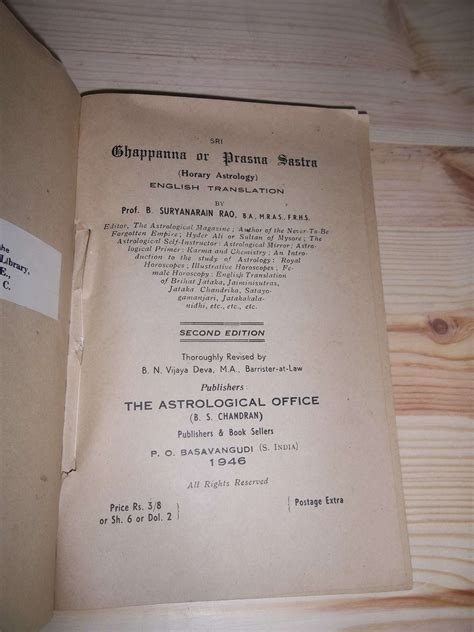 the
Library,
E.,
C.
SRI
Chappanna or Prasna Sastra
(Horary Astrology)
ENGLISH TRANSLATION
BY
Prof. B. SURYANARAIN RAO, B.A., M.R.A.S., F.R.H.S.
Editor, The Astrological Magazine; Author of the Never-To-Be
Forgotten Empire; Hyder Ali or Sultan of Mysore; The
Astrological Self-Instructor: Astrological Mirror; Astro-
logical Primer: Karma and Chemistry; An Intro-
duction to the study of Astrology: Royal
Horoscopes; Illustrative Horoscopes; Fe-
male Horoscopy: English Translation
of Brihat Jataka, Jaiminisutras,
Jataka Chandrika, Satayo-
gamanjari, Jatakakala-
nidhi, etc., etc., etc.
SECOND EDITION
Thoroughly Revised by
B. N. Vijaya Deva, M.A., Barrister-at-Law
Publishers:
THE ASTROLOGICAL OFFICE
(B. S. CHANDRAN)
Publishers & Book Sellers
P. O. BASAVANGUDI (S. INDIA)
1946
All Rights Reserved
Price Rs. 3/8
or Sh. 6 or Dol. 2
Postage Extra